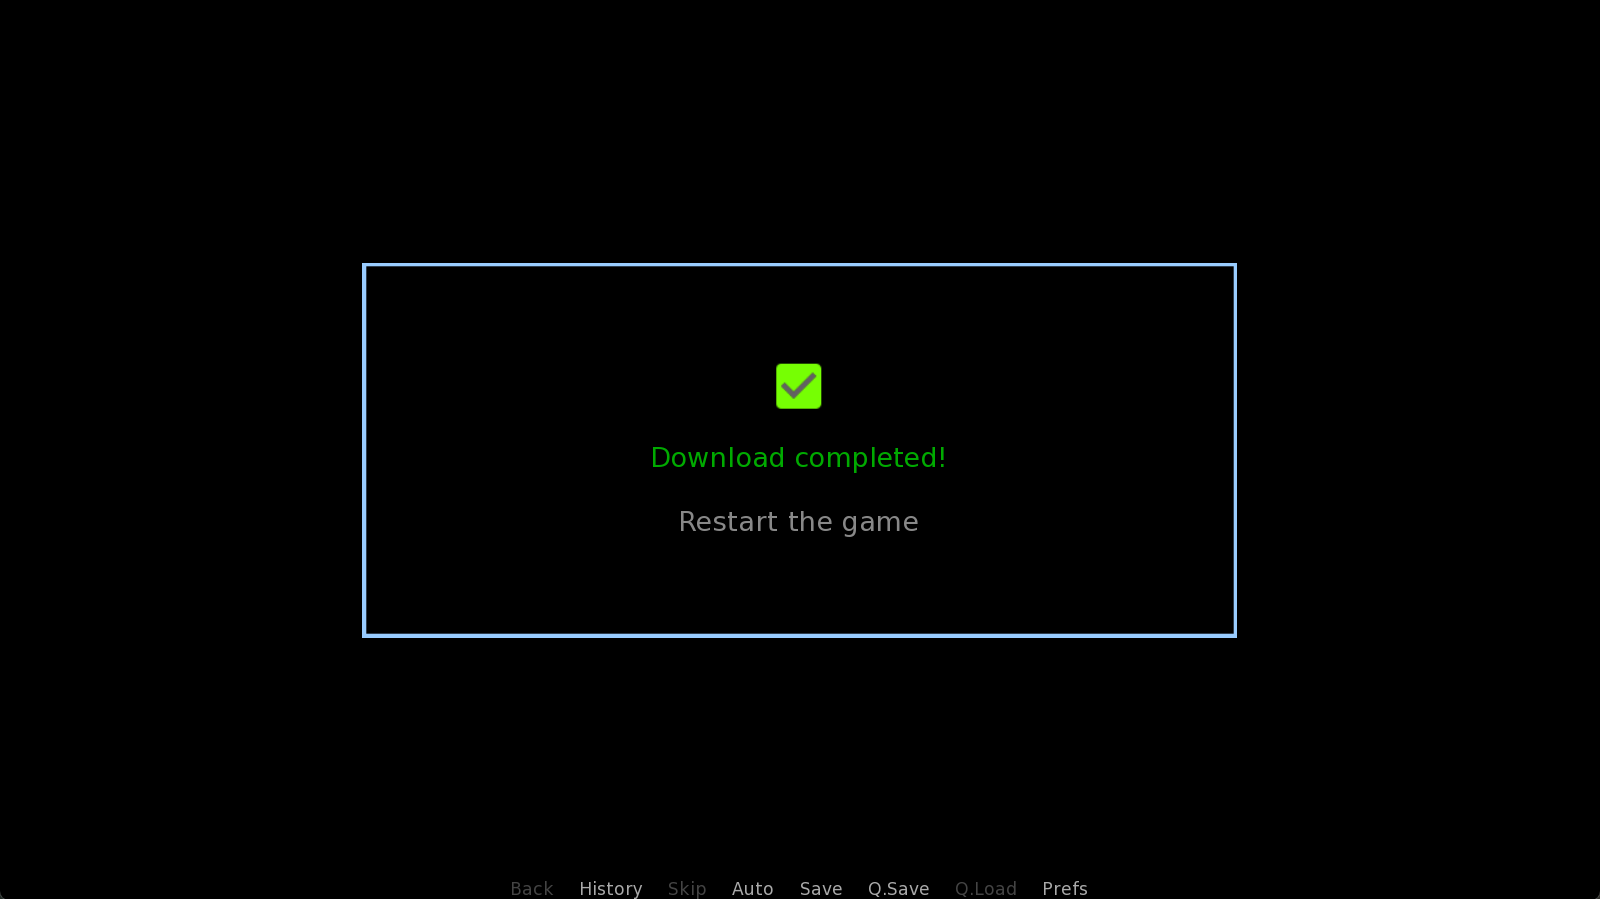 Download completed!
Restart the game
Back History Skip Auto Save Q.Save Q.Load Prefs